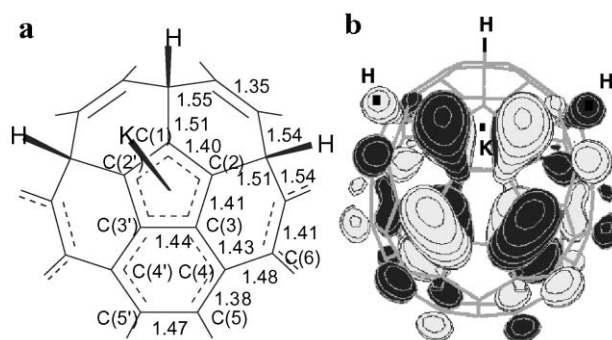 a
H
1.35
1.55
1.51
H
K
C(1)
1.40
1.54
H
C(2')
C(2)
1.51
1.54
1.41
C(3')
C(3)
1.44
1.43
1.41
C(4')
C(4)
C(6)
1.48
1.38
C(5')
C(5)
1.47
b
H
H
H
K